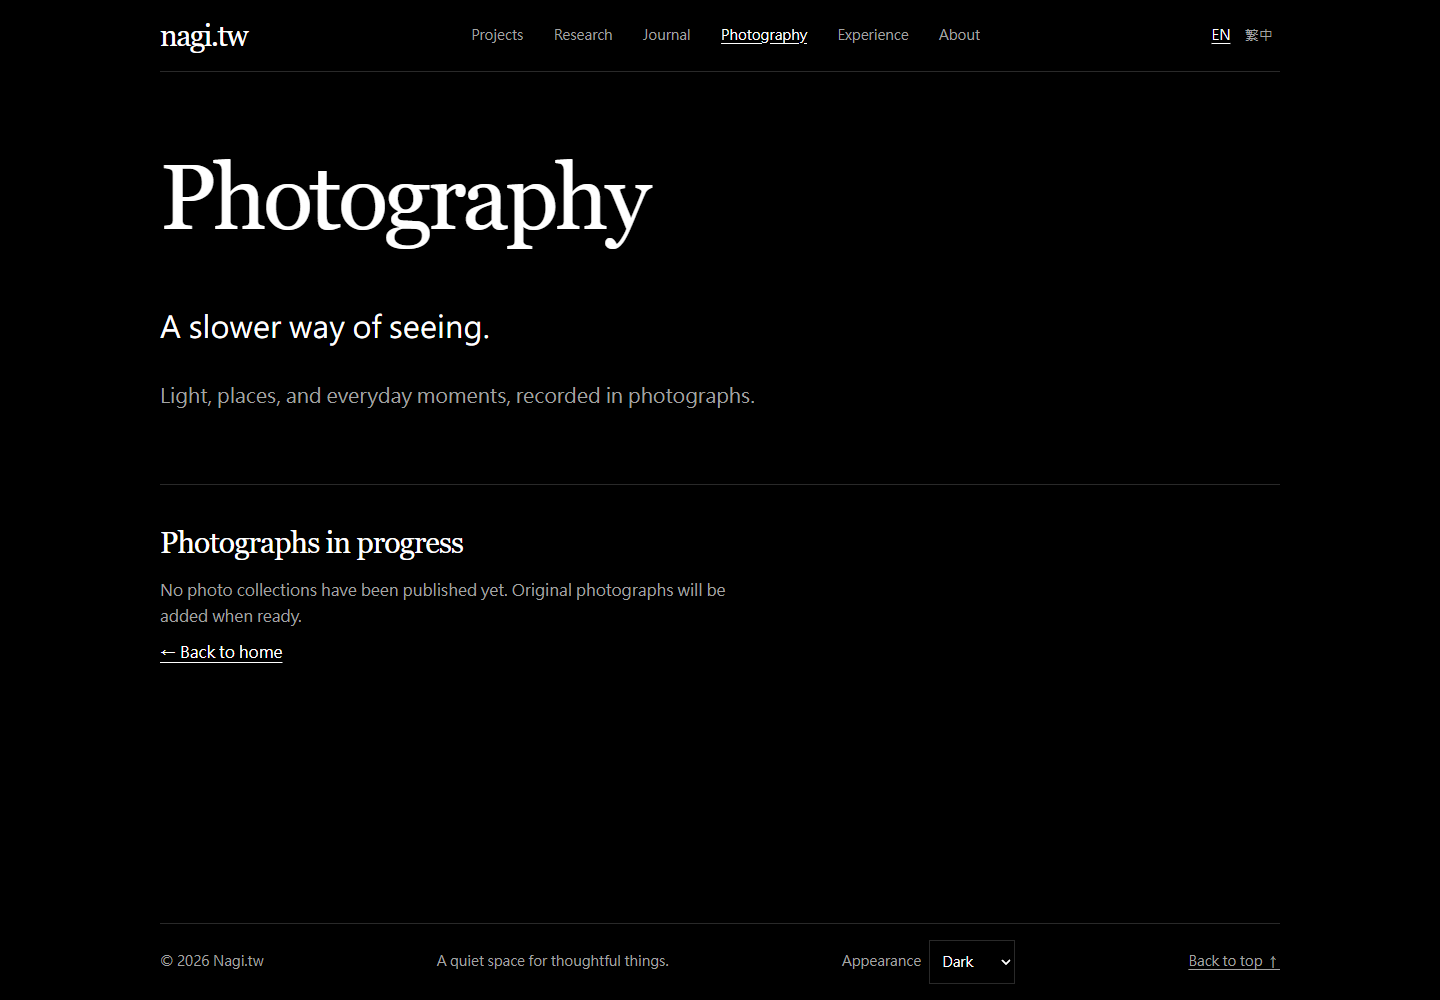 nagi.tw
Projects Research Journal Photography Experience About
EN 繁中
Photography
A slower way of seeing.
Light, places, and everyday moments, recorded in photographs.
Photographs in progress
No photo collections have been published yet. Original photographs will be
added when ready.
← Back to home
© 2026 Nagi.tw
A quiet space for thoughtful things.
Appearance Dark
Back to top ↑